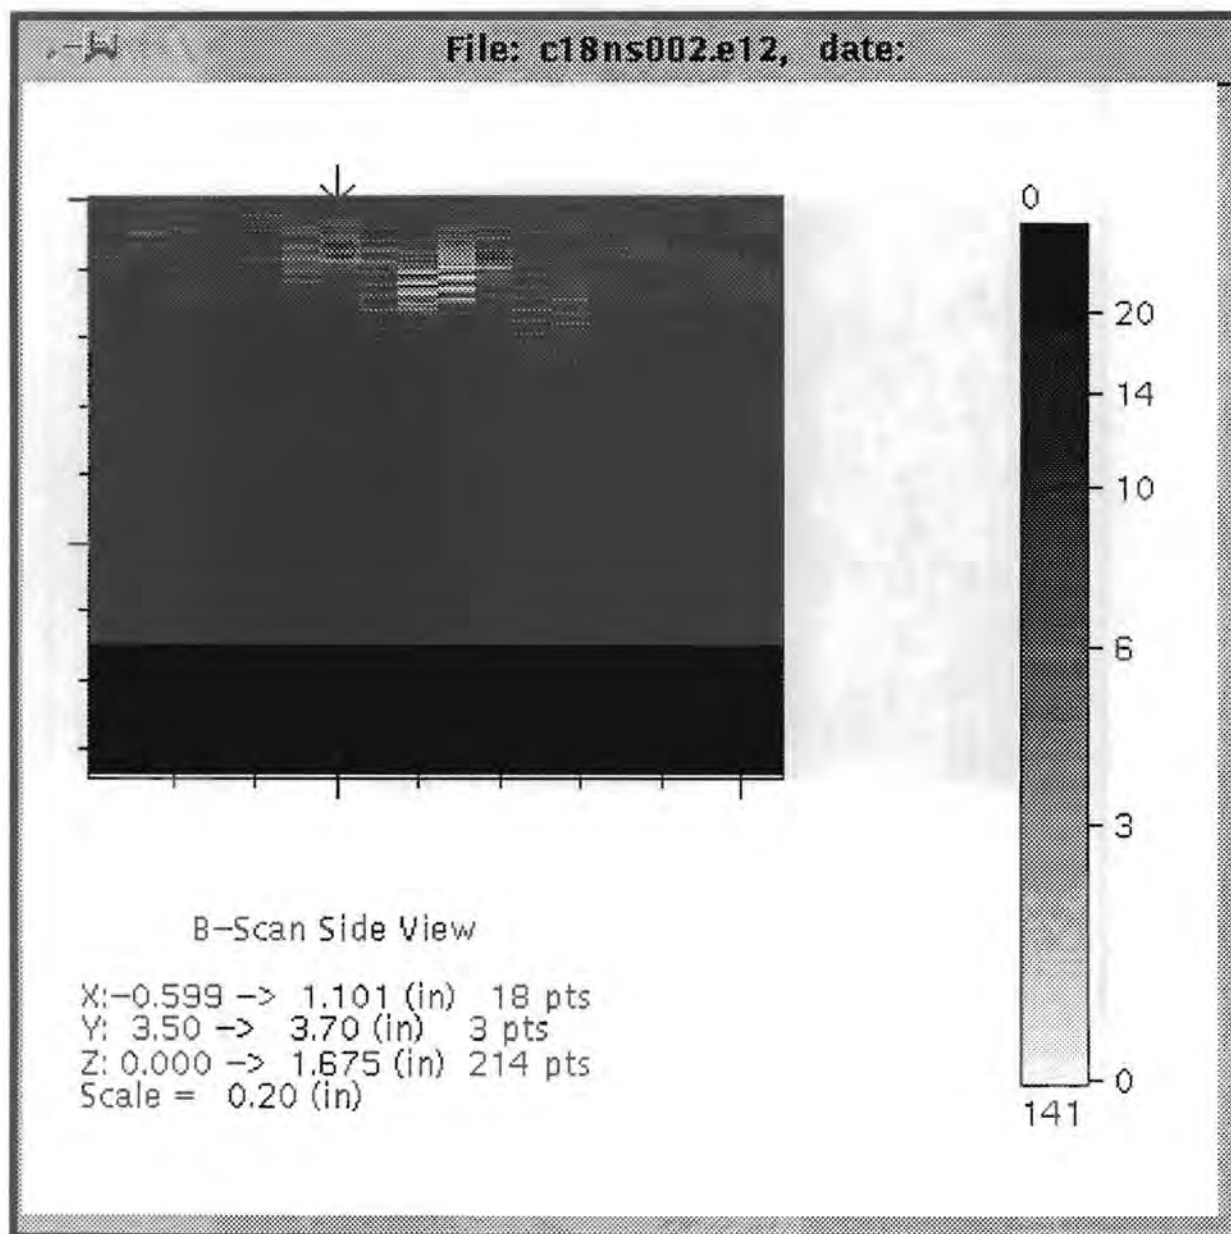 File: c18ns002.e12, date:
0
20
14
10
6
3
0
141
B-Scan Side View
X:-0.599 -> 1.101 (in) 18 pts
Y: 3.50 -> 3.70 (in) 3 pts
Z: 0.000 -> 1.675 (in) 214 pts
Scale = 0.20 (in)